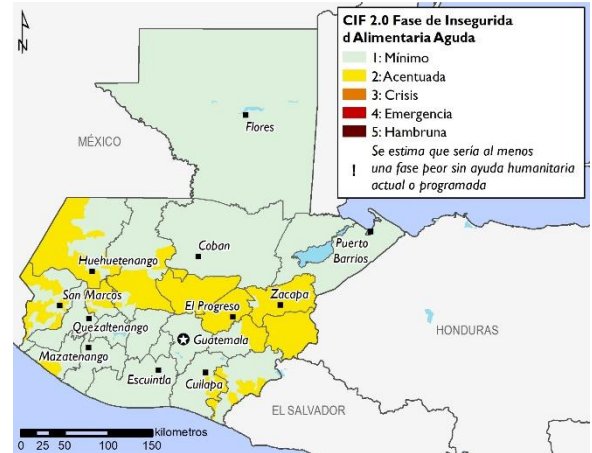 CIF 2.0 Fase de Insegurida
d Alimentaria Aguda
1: Mínimo
2: Acentuada
3: Crisis
4: Emergencia
5: Hambruna
! Se estima que sería al menos
una fase peor sin ayuda humanitaria
actual o programada
N
MÉXICO
Flores
Coban
Puerto
Barrios
Huehuetenango
San Marcos
El Progreso
Zacapa
Quezaltenango
Guatemala
HONDURAS
Mazatenango
Escuintla
Cuilapa
EL SALVADOR
kilometros
0 25 50 100 150